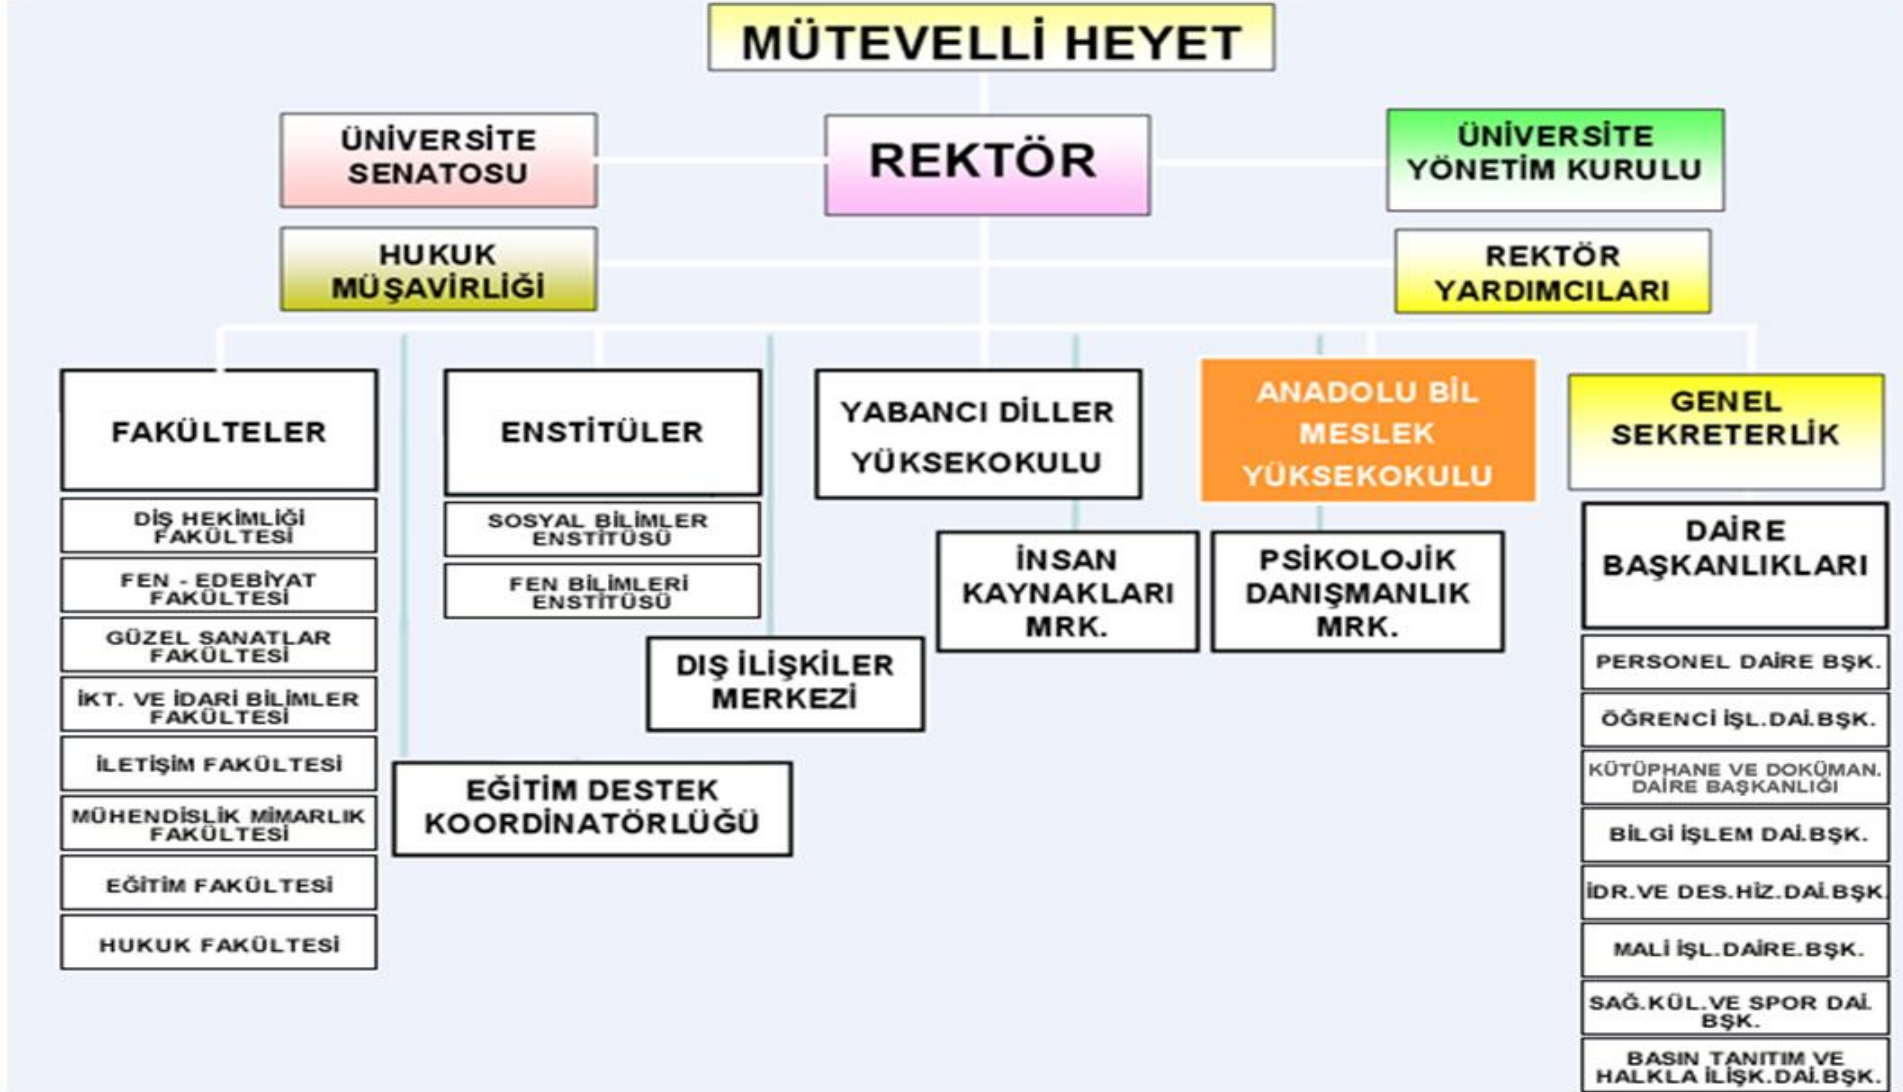 MÜTEVELLİ HEYET
ÜNİVERSİTE
SENATOSU
REKTÖR
ÜNİVERSİTE
YÖNETİM KURULU
HUKUK
MÜŞAVİRLİĞİ
REKTÖR
YARDIMCILARI
FAKÜLTELER
DİŞ HEKİMLİĞİ
FAKÜLTESİ
FEN - EDEBİYAT
FAKÜLTESİ
GÜZEL SANATLAR
FAKÜLTESİ
İKT. VE İDARİ BİLİMLER
FAKÜLTESİ
İLETİŞİM FAKÜLTESİ
MÜHENDİSLİK MİMARLIK
FAKÜLTESİ
EĞİTİM FAKÜLTESİ
HUKUK FAKÜLTESİ
ENSTİTÜLER
SOSYAL BİLİMLER
ENSTİTÜSÜ
FEN BİLİMLERİ
ENSTİTÜSÜ
YABANCI DİLLER
YÜKSEKOKULU
ANADOLU BİL
MESLEK
YÜKSEKOKULU
İNSAN
KAYNAKLARI
MRK.
PSİKOLOJİK
DANIŞMANLIK
MRK.
DIŞ İLİŞKİLER
MERKEZİ
EĞİTİM DESTEK
KOORDİNATÖRLÜĞÜ
GENEL
SEKRETERLİK
DAİRE
BAŞKANLIKLARI
PERSONEL DAİRE BŞK.
ÖĞRENCİ İŞL.DAİ.BŞK.
KÜTÜPHANE VE DOKÜMAN.
DAİRE BAŞKANLIĞI
BİLGİ İŞLEM DAİ.BŞK.
İDR.VE DES.HİZ.DAİ.BŞK.
MALİ İŞL.DAİRE.BŞK.
SAĞ.KÜL.VE SPOR DAİ.
BŞK.
BASIN TANITIM VE
HALKLA İLİŞK.DAİ.BŞK.